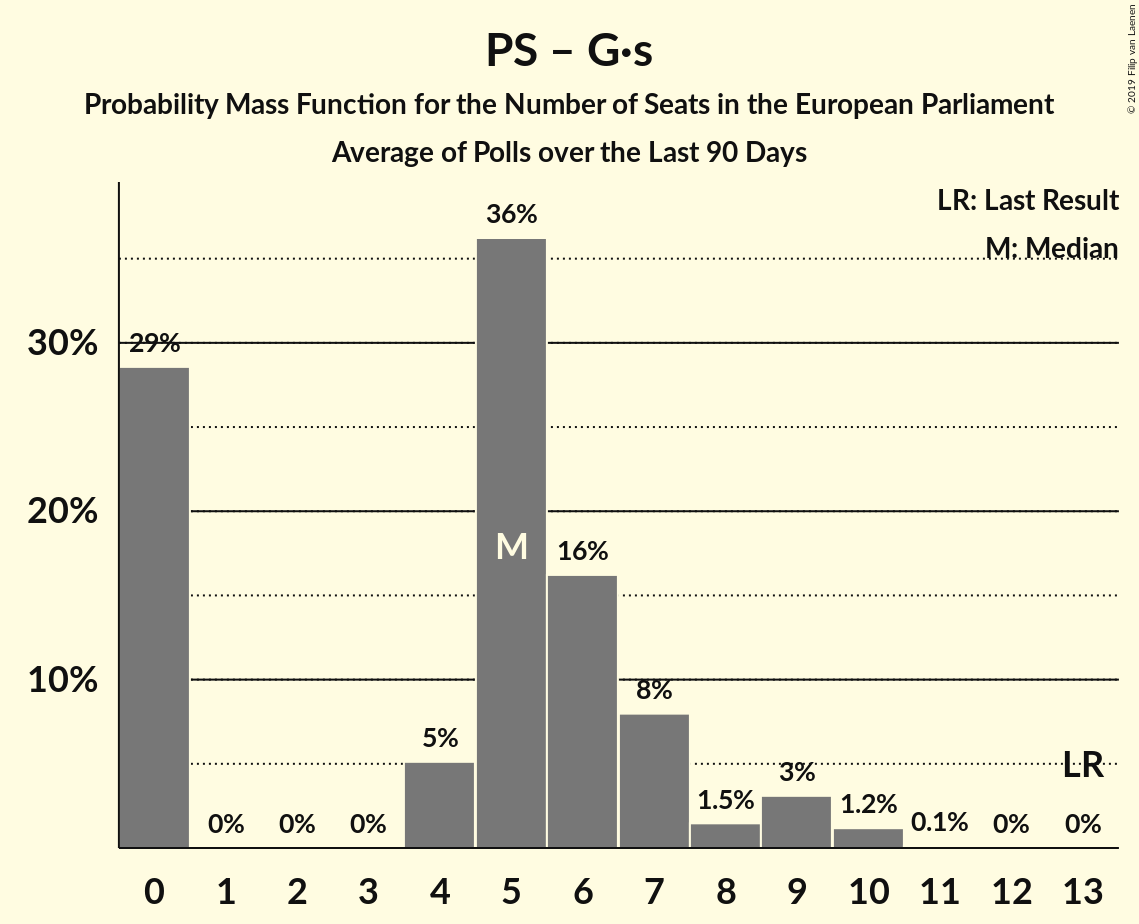 PS – G·s
Probability Mass Function for the Number of Seats in the European Parliament
Average of Polls over the Last 90 Days
© 2019 Filip van Laenen
LR: Last Result
M: Median
36%
29%
30%
20%
M
16%
10%
8%
5%
LR
3%
1.5%
1.2%
0.1%
0%
0%
0%
0%
0%
0 1 2 3 4 5 6 7 8 9 10 11 12 13